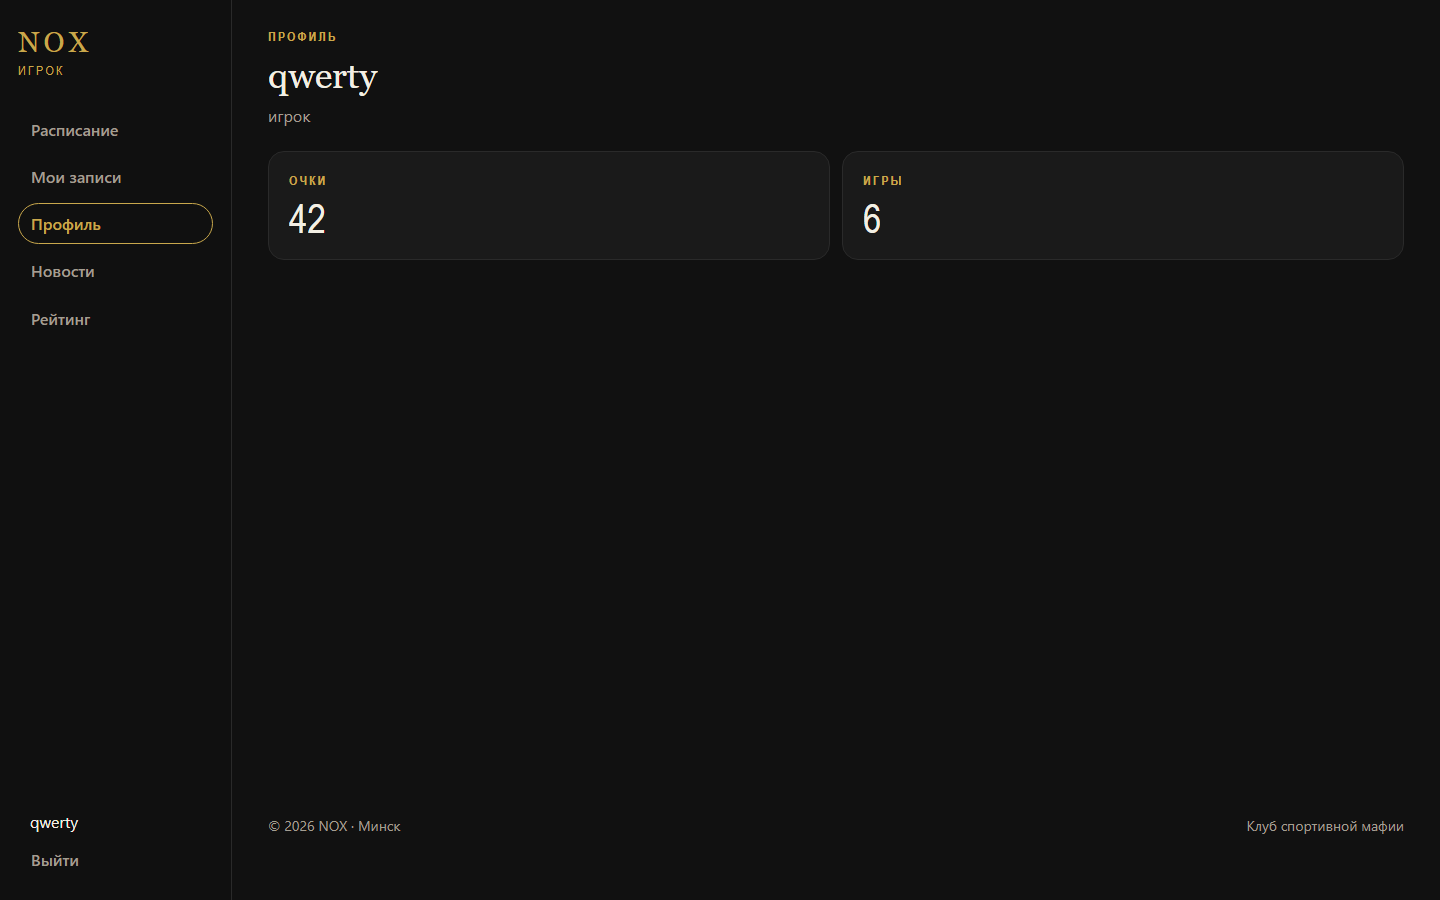 NOX
ИГРОК
Расписание
Мои записи
Профиль
Новости
Рейтинг
qwerty
Выйти
ПРОФИЛЬ
qwerty
игрок
ОЧКИ
42
ИГРЫ
6
© 2026 NOX · Минск
Клуб спортивной мафии